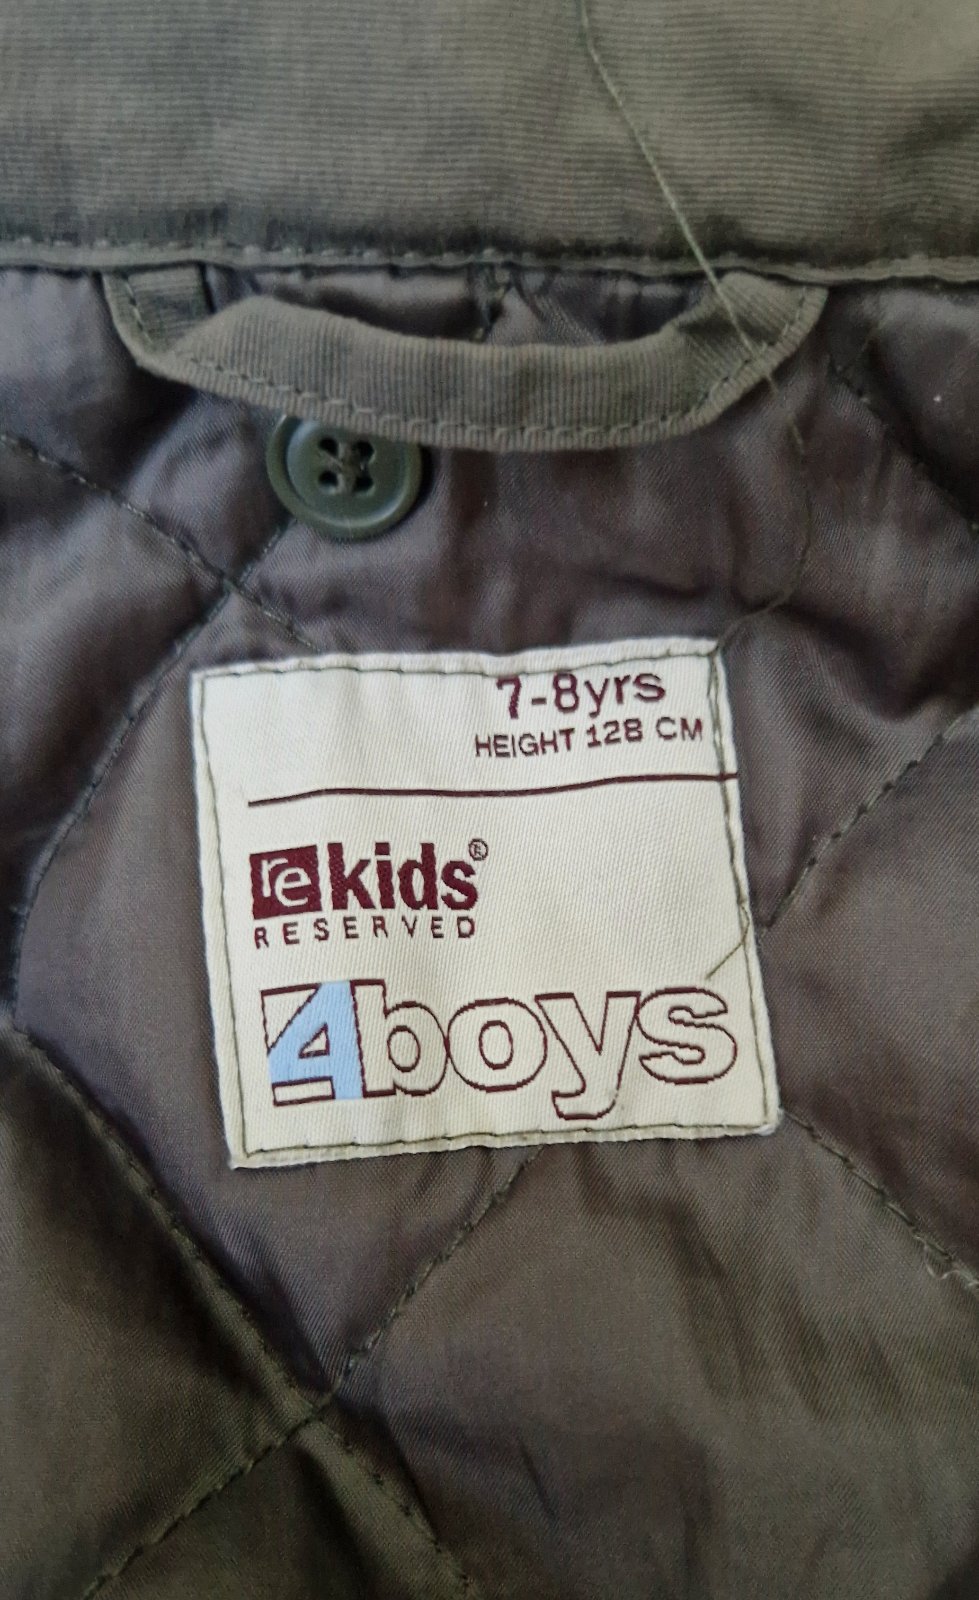 7-8yrs
HEIGHT 128 CM
re kids®
RESERVED
4boys